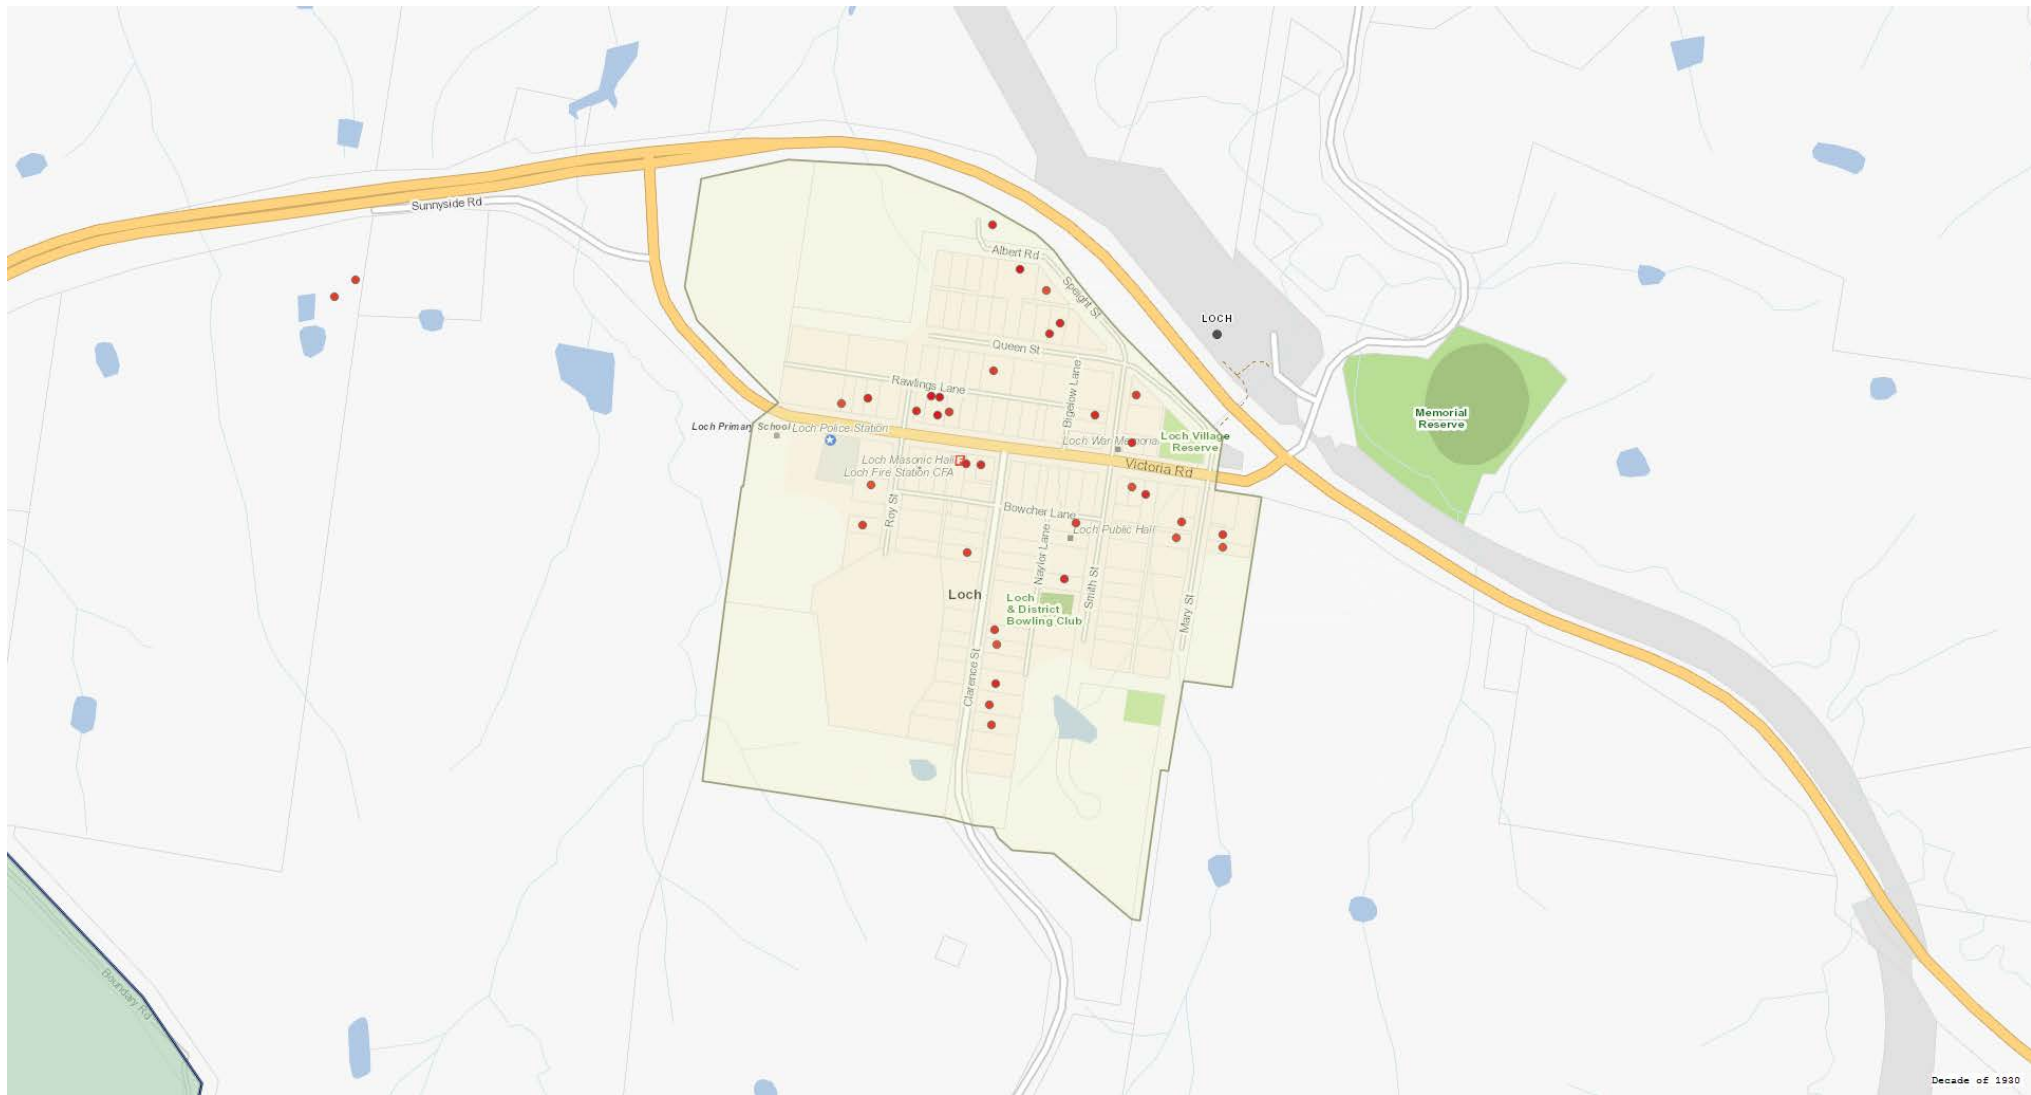 Sunnyside Rd
Albert Rd
Speight St
LOCH
Queen St
Rawlings Lane
Bigelow Lane
Memorial
Reserve
Loch Primary School
Loch Police Station
Loch War Memorial
Loch Village
Reserve
Loch Masonic Hall
F
Loch Fire Station CFA
Victoria Rd
Roy St
Bowcher Lane
Loch Public Hall
Naylor Lane
Smith St
Loch
Loch
& District
Bowling Club
Mary St
Clarence St
Boundary Rd
Decade of 1930